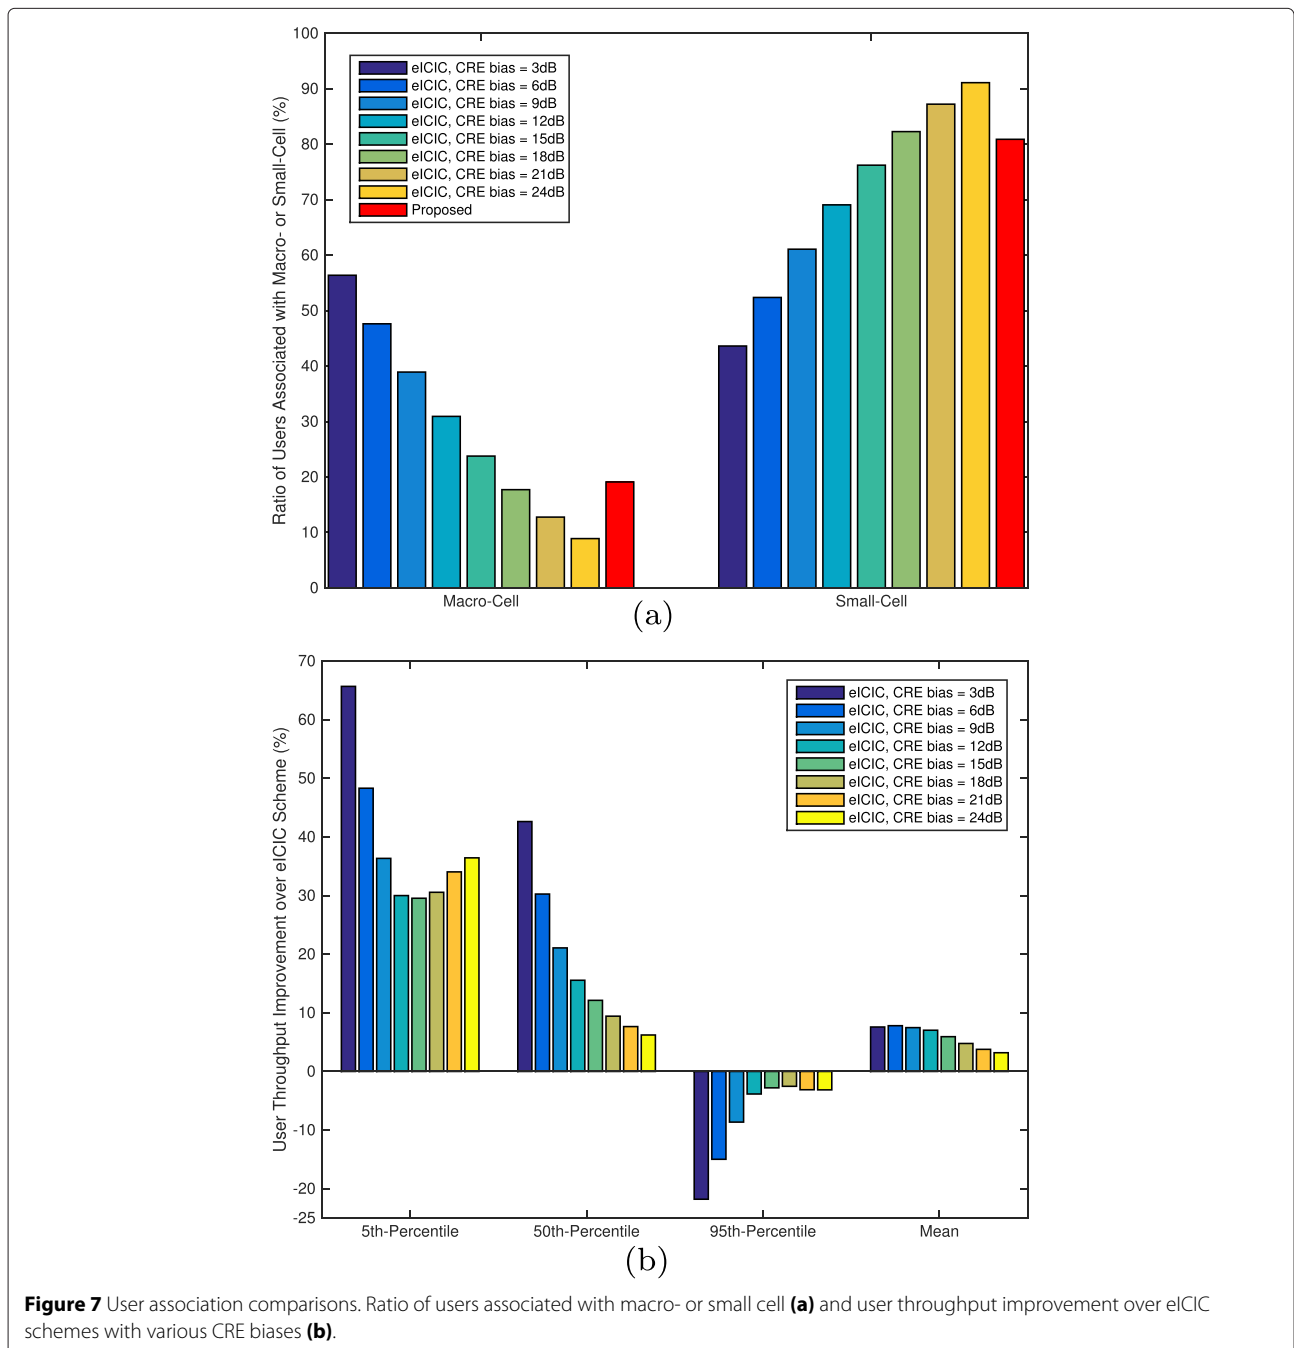 100
90
80
70
60
50
40
30
20
10
0
Ratio of Users Associated with Macro- or Small-Cell (%)
eICIC, CRE bias = 3dB
eICIC, CRE bias = 6dB
eICIC, CRE bias = 9dB
eICIC, CRE bias = 12dB
eICIC, CRE bias = 15dB
eICIC, CRE bias = 18dB
eICIC, CRE bias = 21dB
eICIC, CRE bias = 24dB
Proposed
Macro-Cell
Small-Cell
(a)
70
60
50
40
30
20
10
0
-10
-20
-25
User Throughput Improvement over eICIC Scheme (%)
eICIC, CRE bias = 3dB
eICIC, CRE bias = 6dB
eICIC, CRE bias = 9dB
eICIC, CRE bias = 12dB
eICIC, CRE bias = 15dB
eICIC, CRE bias = 18dB
eICIC, CRE bias = 21dB
eICIC, CRE bias = 24dB
5th-Percentile
50th-Percentile
95th-Percentile
Mean
(b)
Figure 7 User association comparisons. Ratio of users associated with macro- or small cell (a) and user throughput improvement over eICIC
schemes with various CRE biases (b).